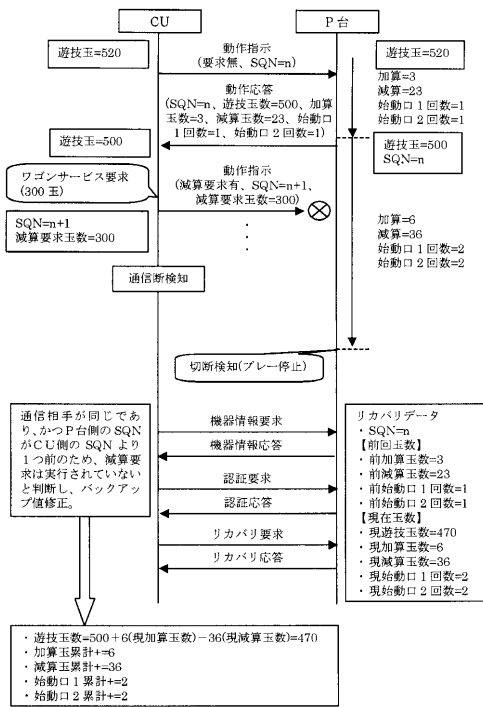 CU
P台
遊技玉=520
動作指示
(要求無、SQN=n)
遊技玉=520
加算=3
減算=23
始動口1回数=1
始動口2回数=1
動作応答
(SQN=n、遊技玉数=500、加算
玉数=3、減算玉数=23、始動口
1回数=1、始動口2回数=1)
遊技玉=500
遊技玉=500
SQN=n
ワゴンサービス要求
(300玉)
動作指示
(減算要求有、SQN=n+1、
減算要求玉数=300)
SQN=n+1
減算要求玉数=300
加算=6
減算=36
始動口1回数=2
始動口2回数=2
通信断検知
切断検知(プレー停止)
通信相手が同じであ
り、かつP台側のSQN
がCU側のSQNより
1つ前のため、減算要
求は実行されていない
と判断し、バックアッ
プ値修正。
機器情報要求
機器情報応答
認証要求
認証応答
リカバリ要求
リカバリ応答
リカバリデータ
・SQN=n
【前回玉数】
・前加算玉数=3
・前減算玉数=23
・前始動口1回数=1
・前始動口2回数=1
【現在玉数】
・現遊技玉数=470
・現加算玉数=6
・現減算玉数=36
・現始動口1回数=2
・現始動口2回数=2
・遊技玉数=500+6(現加算玉数)-36(現減算玉数)=470
・加算玉累計+=6
・減算玉累計+=36
・始動口1累計+=2
・始動口2累計+=2